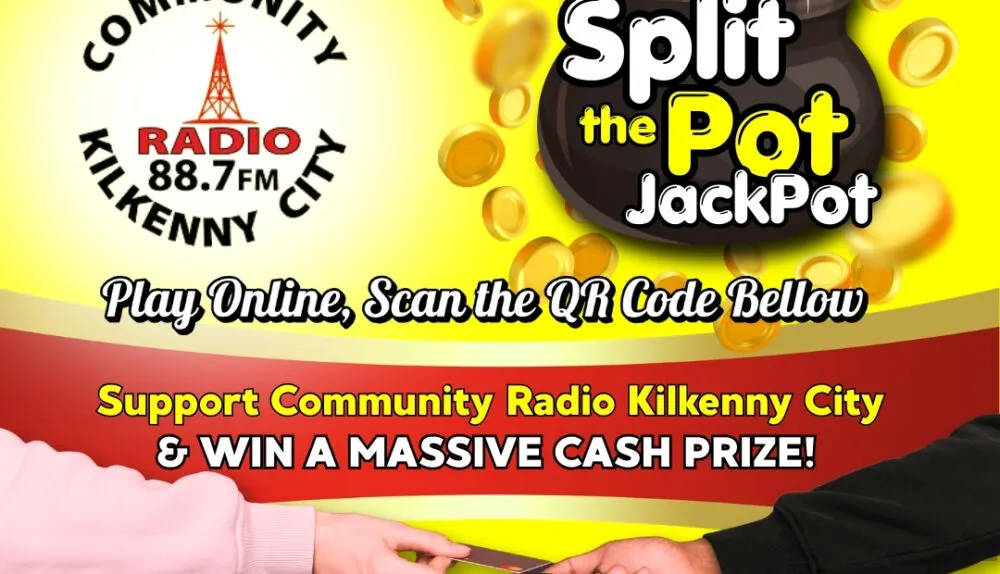 COMMUNITY
RADIO
88.7FM
KILKENNY CITY
Split
the Pot
JackPot
Play Online, Scan the QR Code Bellow
Support Community Radio Kilkenny City
& WIN A MASSIVE CASH PRIZE!